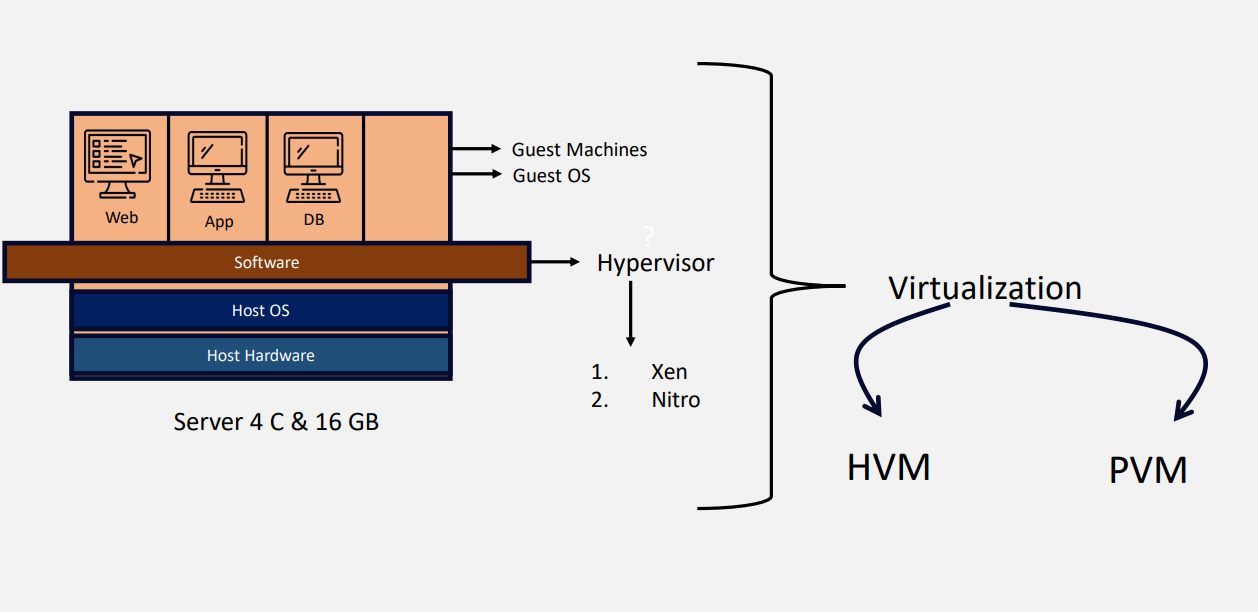 Web
App
DB
Guest Machines
Guest OS
Software
?
Hypervisor
Host OS
Host Hardware
1. Xen
2. Nitro
Server 4 C & 16 GB
Virtualization
HVM
PVM